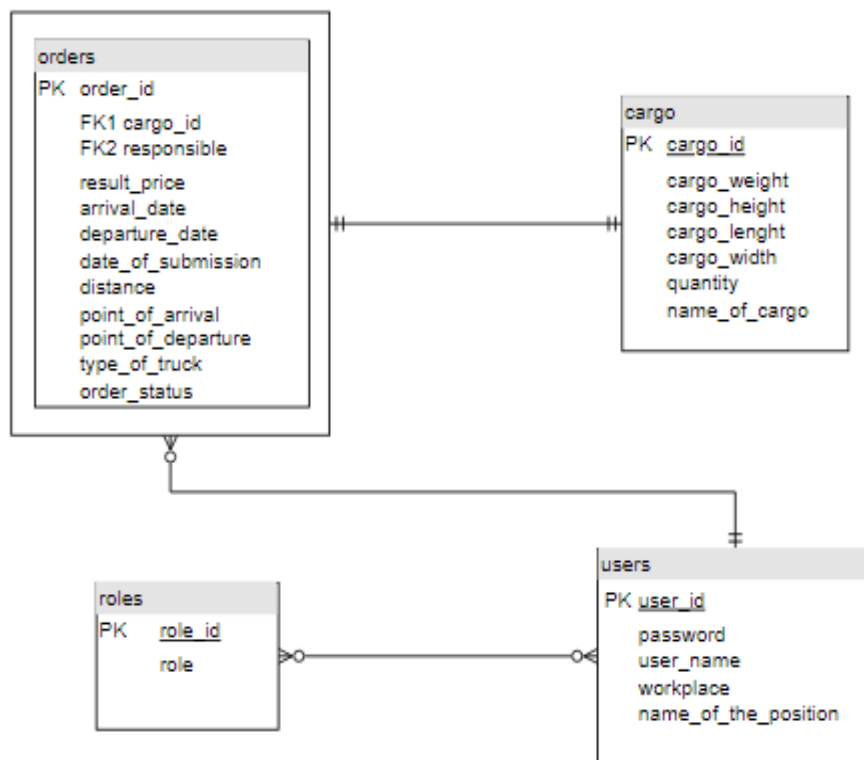 orders
PK order_id
FK1 cargo_id
FK2 responsible
result_price
arrival_date
departure_date
date_of_submission
distance
point_of_arrival
point_of_departure
type_of_truck
order_status
cargo
PK cargo_id
cargo_weight
cargo_height
cargo_lenght
cargo_width
quantity
name_of_cargo
roles
PK role_id
role
users
PK user_id
password
user_name
workplace
name_of_the_position